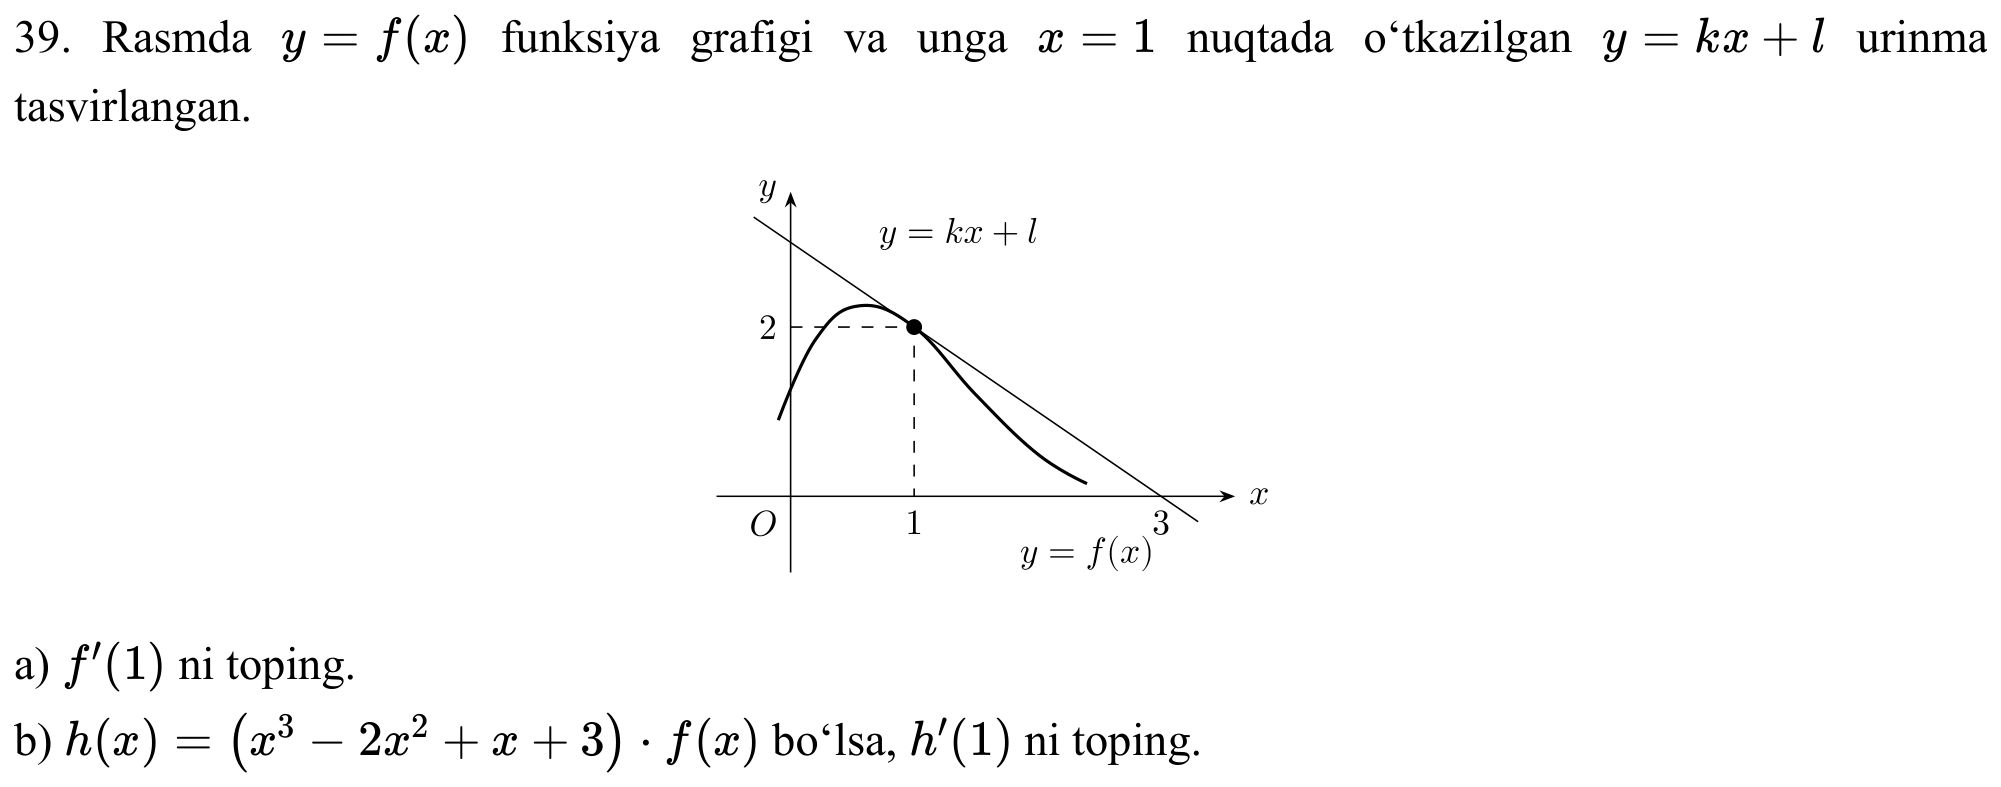 39. Rasmda y = f(x) funksiya grafigi va unga x = 1 nuqtada o‘tkazilgan y = kx + l urinma
tasvirlangan.
y
y = kx + l
2
x
O 1 3
y = f(x)
a) f′(1) ni toping.
b) h(x) = (x³ − 2x² + x + 3) · f(x) bo‘lsa, h′(1) ni toping.